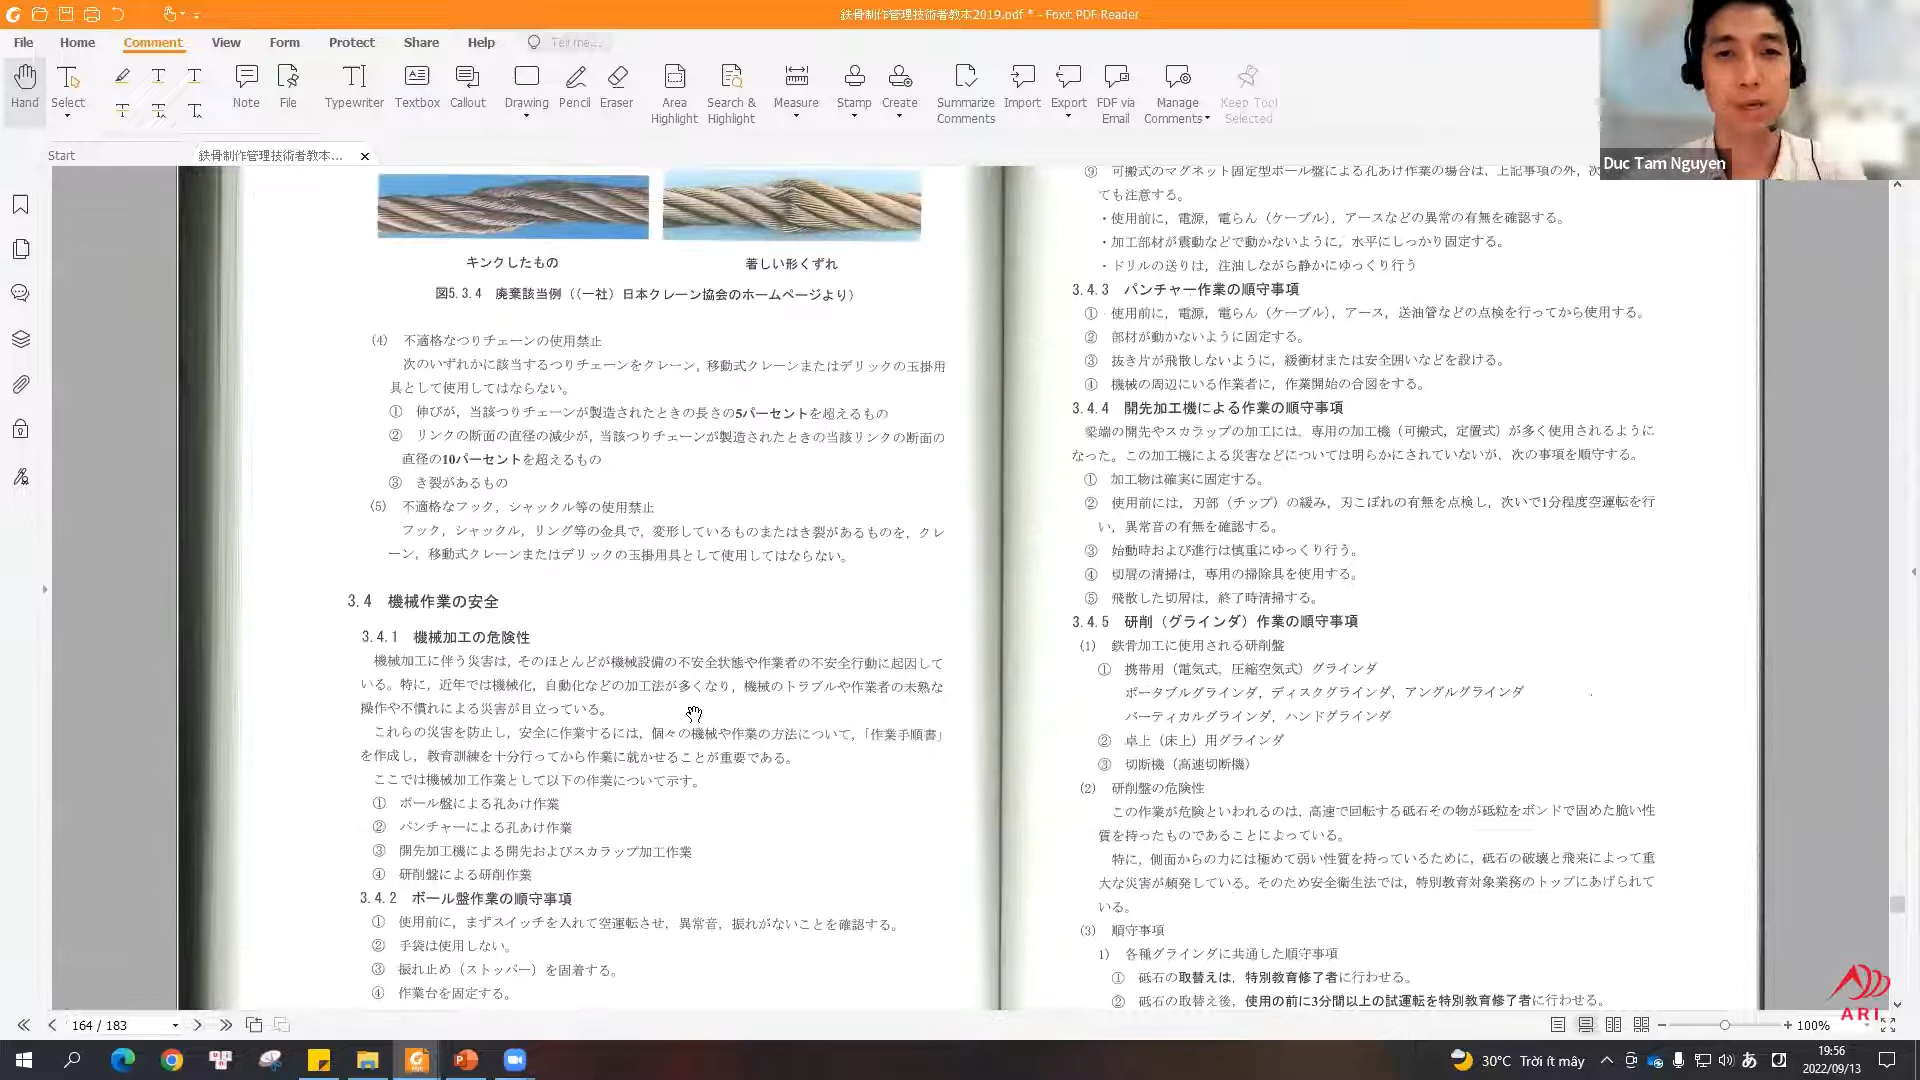 鉄骨制作管理技術者教本2019.pdf * - Foxit PDF Reader
File Home Comment View Form Protect Share Help Tell me...
Hand Select Note File Typewriter Textbox Callout Drawing Pencil Eraser Area Highlight Search & Highlight Measure Stamp Create Summarize Comments Import Export PDF via Email Manage Comments Keep Tool Selected
Duc Tam Nguyen
Start 鉄骨制作管理技術者教本...
キンクしたもの 著しい形くずれ
図5.3.4 廃棄該当例((一社)日本クレーン協会のホームページより)
(4) 不適格なつりチェーンの使用禁止
次のいずれかに該当するつりチェーンをクレーン,移動式クレーンまたはデリックの玉掛用
具として使用してはならない。
① 伸びが,当該つりチェーンが製造されたときの長さの5パーセントを超えるもの
② リンクの断面の直径の減少が,当該つりチェーンが製造されたときの当該リンクの断面の
直径の10パーセントを超えるもの
③ き裂があるもの
(5) 不適格なフック,シャックル等の使用禁止
フック,シャックル,リング等の金具で,変形しているものまたはき裂があるものを,クレ
ーン,移動式クレーンまたはデリックの玉掛用具として使用してはならない。
3.4 機械作業の安全
3.4.1 機械加工の危険性
機械加工に伴う災害は,そのほとんどが機械設備の不安全状態や作業者の不安全行動に起因して
いる。特に,近年では機械化,自動化などの加工法が多くなり,機械のトラブルや作業者の未熟な
操作や不慣れによる災害が目立っている。
これらの災害を防止し,安全に作業するには,個々の機械や作業の方法について,「作業手順書」
を作成し,教育訓練を十分行ってから作業に就かせることが重要である。
ここでは機械加工作業として以下の作業について示す。
① ボール盤による孔あけ作業
② パンチャーによる孔あけ作業
③ 開先加工機による開先およびスカラップ加工作業
④ 研削盤による研削作業
3.4.2 ボール盤作業の順守事項
① 使用前に,まずスイッチを入れて空運転させ,異常音,振れがないことを確認する。
② 手袋は使用しない。
③ 振れ止め(ストッパー)を固着する。
④ 作業台を固定する。
⑨ 可搬式のマグネット固定型ボール盤による孔あけ作業の場合は,上記事項の外,次
ても注意する。
・使用前に,電源,電らん(ケーブル),アースなどの異常の有無を確認する。
・加工部材が震動などで動かないように,水平にしっかり固定する。
・ドリルの送りは,注油しながら静かにゆっくり行う
3.4.3 パンチャー作業の順守事項
① 使用前に,電源,電らん(ケーブル),アース,送油管などの点検を行ってから使用する。
② 部材が動かないように固定する。
③ 抜き片が飛散しないように,緩衝材または安全囲いなどを設ける。
④ 機械の周辺にいる作業者に,作業開始の合図をする。
3.4.4 開先加工機による作業の順守事項
梁端の開先やスカラップの加工には,専用の加工機(可搬式,定置式)が多く使用されるように
なった。この加工機による災害などについては明らかにされていないが,次の事項を順守する。
① 加工物は確実に固定する。
② 使用前には,刃部(チップ)の緩み,刃こぼれの有無を点検し,次いで1分程度空運転を行
い,異常音の有無を確認する。
③ 始動時および進行は慎重にゆっくり行う。
④ 切屑の清掃は,専用の掃除具を使用する。
⑤ 飛散した切屑は,終了時清掃する。
3.4.5 研削(グラインダ)作業の順守事項
(1) 鉄骨加工に使用される研削盤
① 携帯用(電気式,圧縮空気式)グラインダ
ポータブルグラインダ,ディスクグラインダ,アングルグラインダ
バーティカルグラインダ,ハンドグラインダ
② 卓上(床上)用グラインダ
③ 切断機(高速切断機)
(2) 研削盤の危険性
この作業が危険といわれるのは,高速で回転する砥石その物が砥粒をボンドで固めた脆い性
質を持ったものであることによっている。
特に,側面からの力には極めて弱い性質を持っているために,砥石の破壊と飛来によって重
大な災害が頻発している。そのため安全衛生法では,特別教育対象業務のトップにあげられて
いる。
(3) 順守事項
1) 各種グラインダに共通した順守事項
① 砥石の取替えは,特別教育修了者に行わせる。
② 砥石の取替え後,使用の前に3分間以上の試運転を特別教育修了者に行わせる。
ARI
164 / 183 100%
30°C Trời ít mây あ 19:56
2022/09/13